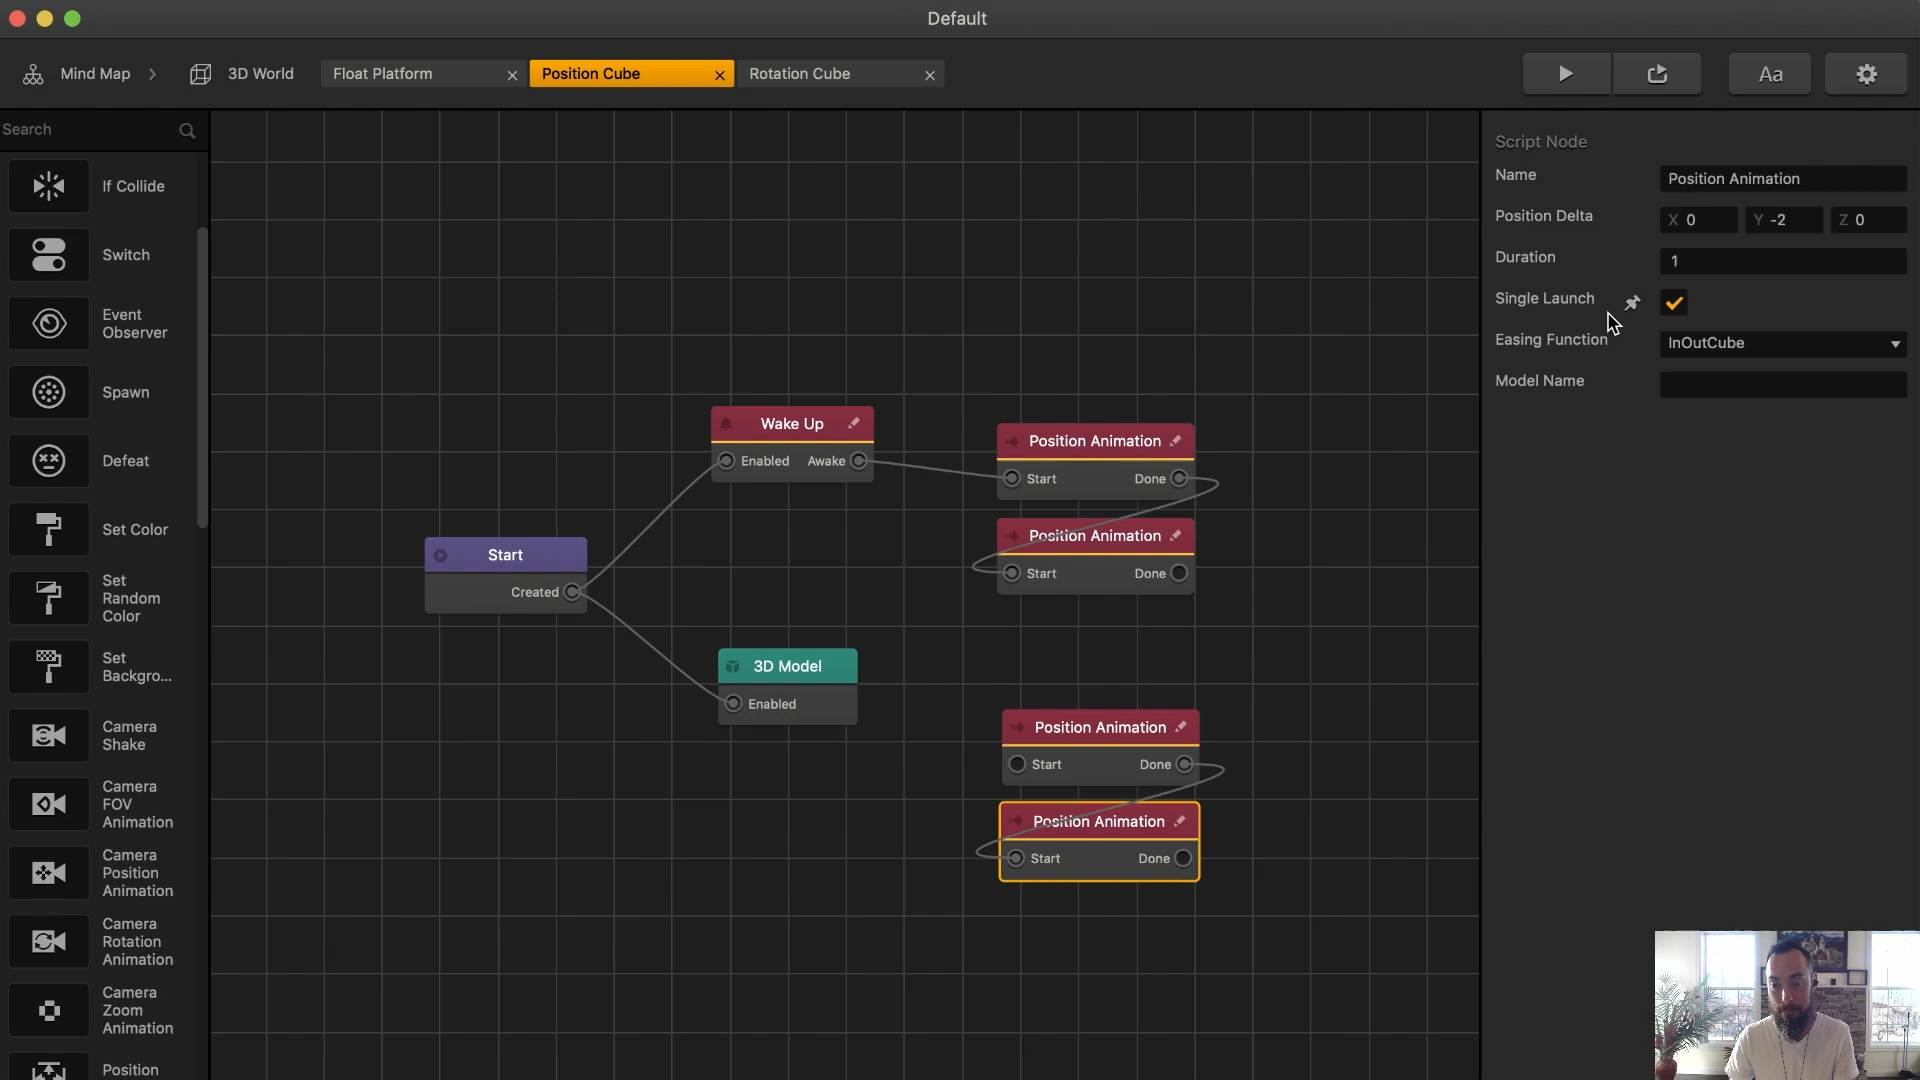 Default
Mind Map
3D World
Float Platform
Position Cube
Rotation Cube
Aa
Search
If Collide
Switch
Event
Observer
Spawn
Defeat
Set Color
Set
Random
Color
Set
Backgro...
Camera
Shake
Camera
FOV
Animation
Camera
Position
Animation
Camera
Rotation
Animation
Camera
Zoom
Animation
Position
Start
Created
Wake Up
Enabled Awake
3D Model
Enabled
Position Animation
Start Done
Position Animation
Start Done
Position Animation
Start Done
Position Animation
Start Done
Script Node
Name Position Animation
Position Delta X 0 Y -2 Z 0
Duration 1
Single Launch
Easing Function InOutCube
Model Name